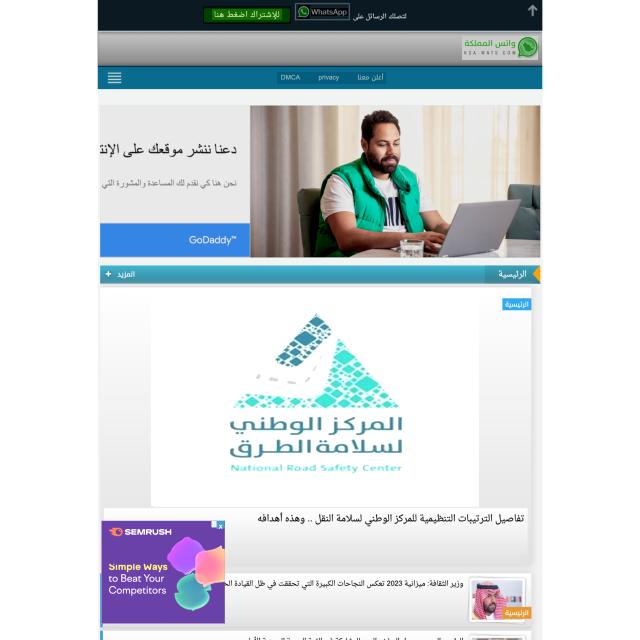 لتصلك الرسائل على WhatsApp للإشتراك اضغط هنا
واتس المملكة
KSA-WATS.COM
أعلن معنا privacy DMCA
دعنا ننشر موقعك على
نحن هنا كي نقدم لك المساعدة والمشورة التي
GoDaddy™
الرئيسية
المزيد +
الرئيسية
المركز الوطني
لسلامة الطرق
National Road Safety Center
تفاصيل الترتيبات التنظيمية للمركز الوطني لسلامة النقل .. وهذه أهدافه
SEMRUSH
Simple Ways
to Beat Your
Competitors
وزير الثقافة: ميزانية 2023 تعكس النجاحات الكبيرة التي تحققت في ظل القيادة
الرئيسية